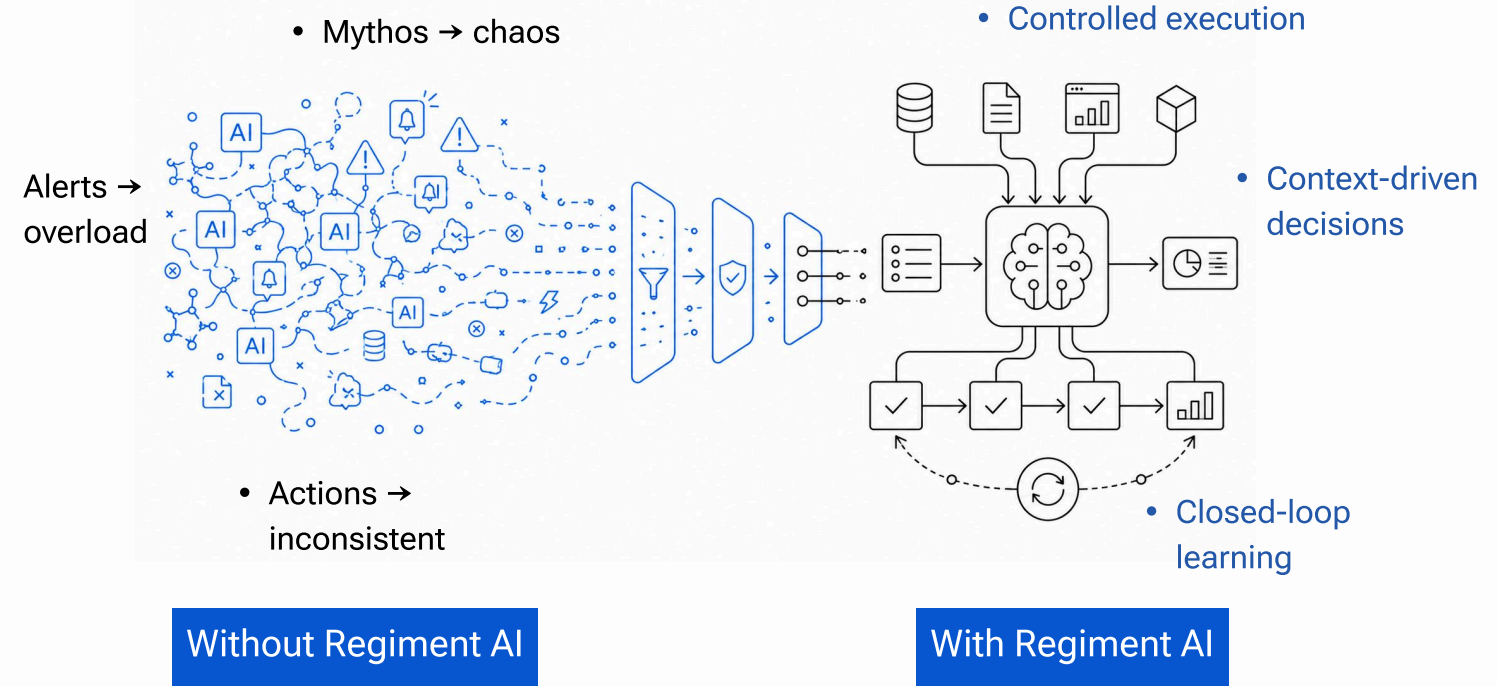 • Mythos → chaos
Alerts →
overload
• Actions →
inconsistent
AI
AI
AI
AI
AI
AI
Without Regiment AI
• Controlled execution
• Context-driven
decisions
• Closed-loop
learning
With Regiment AI